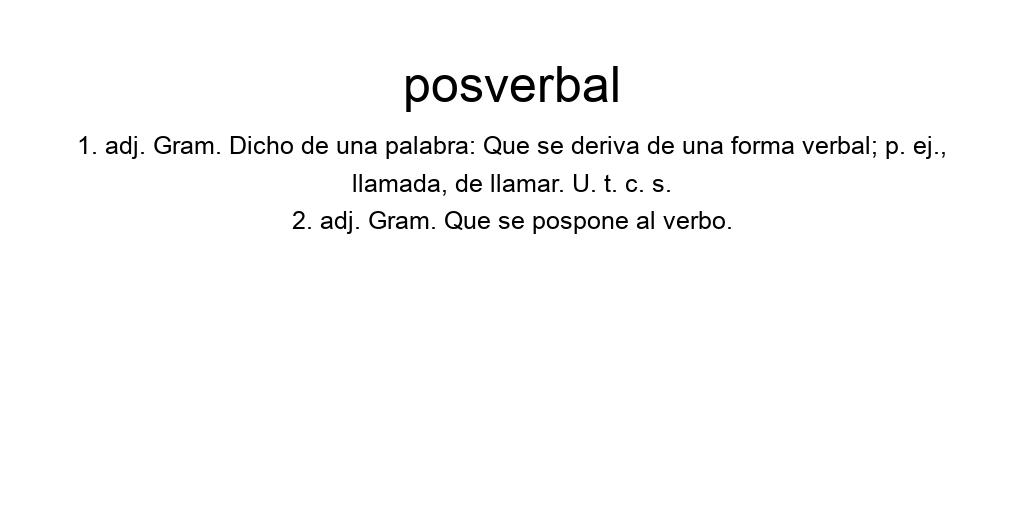 posverbal
1. adj. Gram. Dicho de una palabra: Que se deriva de una forma verbal; p. ej.,
llamada, de llamar. U. t. c. s.
2. adj. Gram. Que se pospone al verbo.